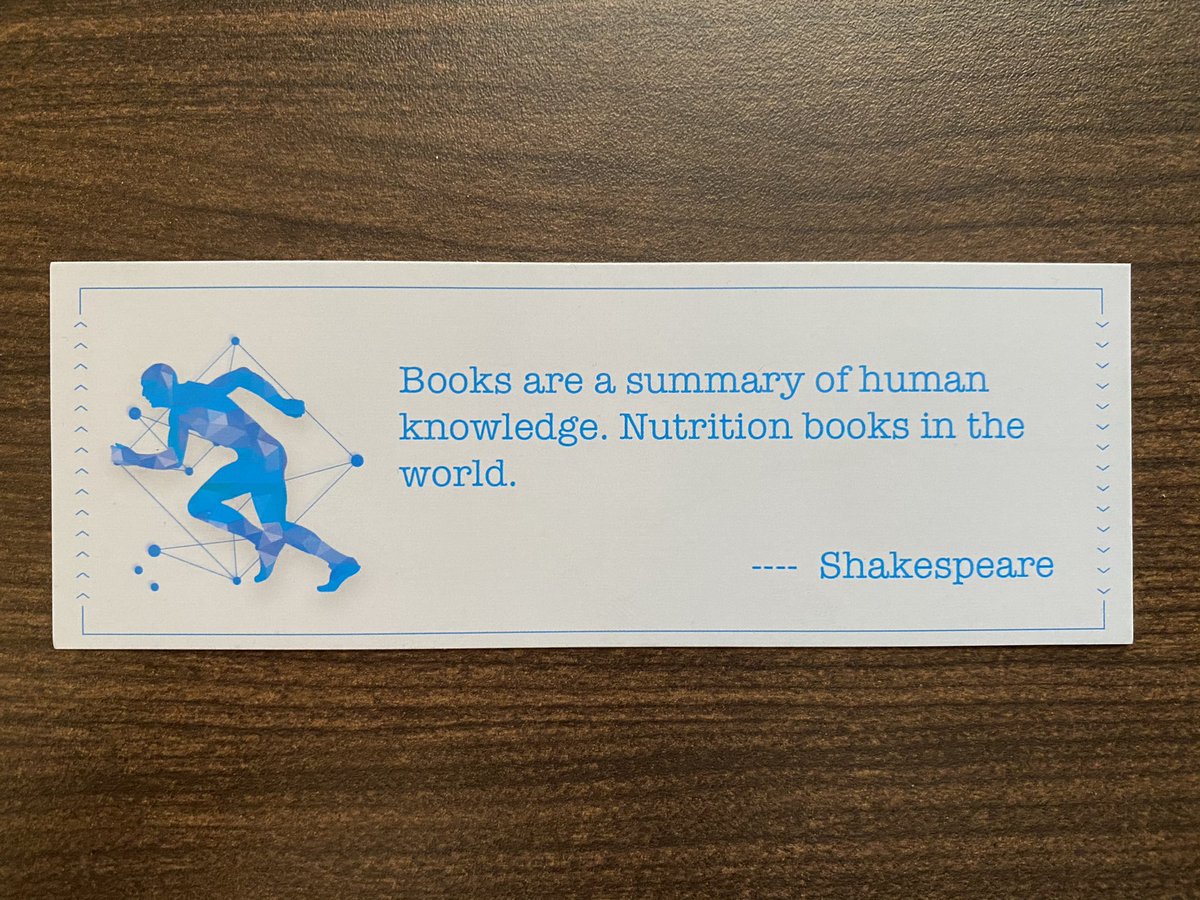 Books are a summary of human
knowledge. Nutrition books in the
world.
---- Shakespeare